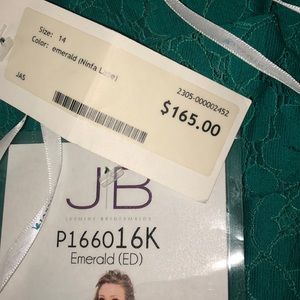 Size: 14
Color: emerald (Ninfa Lace)
JAS
2305-000002452
$165.00
JB
JASMINE BRIDESMAIDS
P166016K
Emerald (ED)